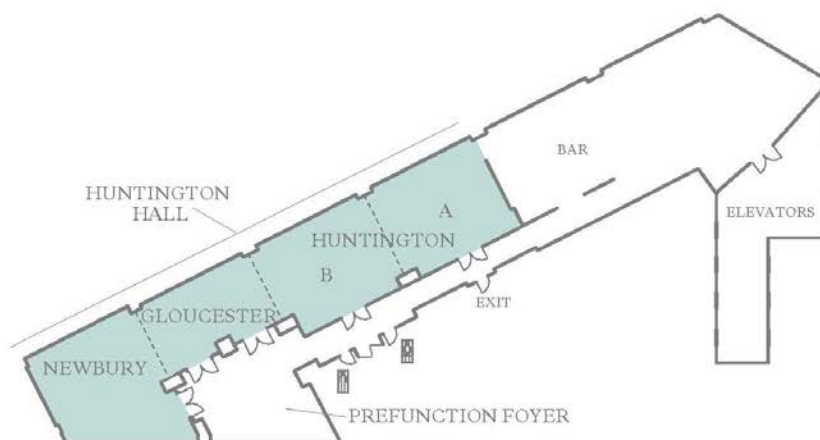 BAR
HUNTINGTON
HALL
A
ELEVATORS
HUNTINGTON
B
EXIT
GLOUCESTER
NEWBURY
PREFUNCTION FOYER